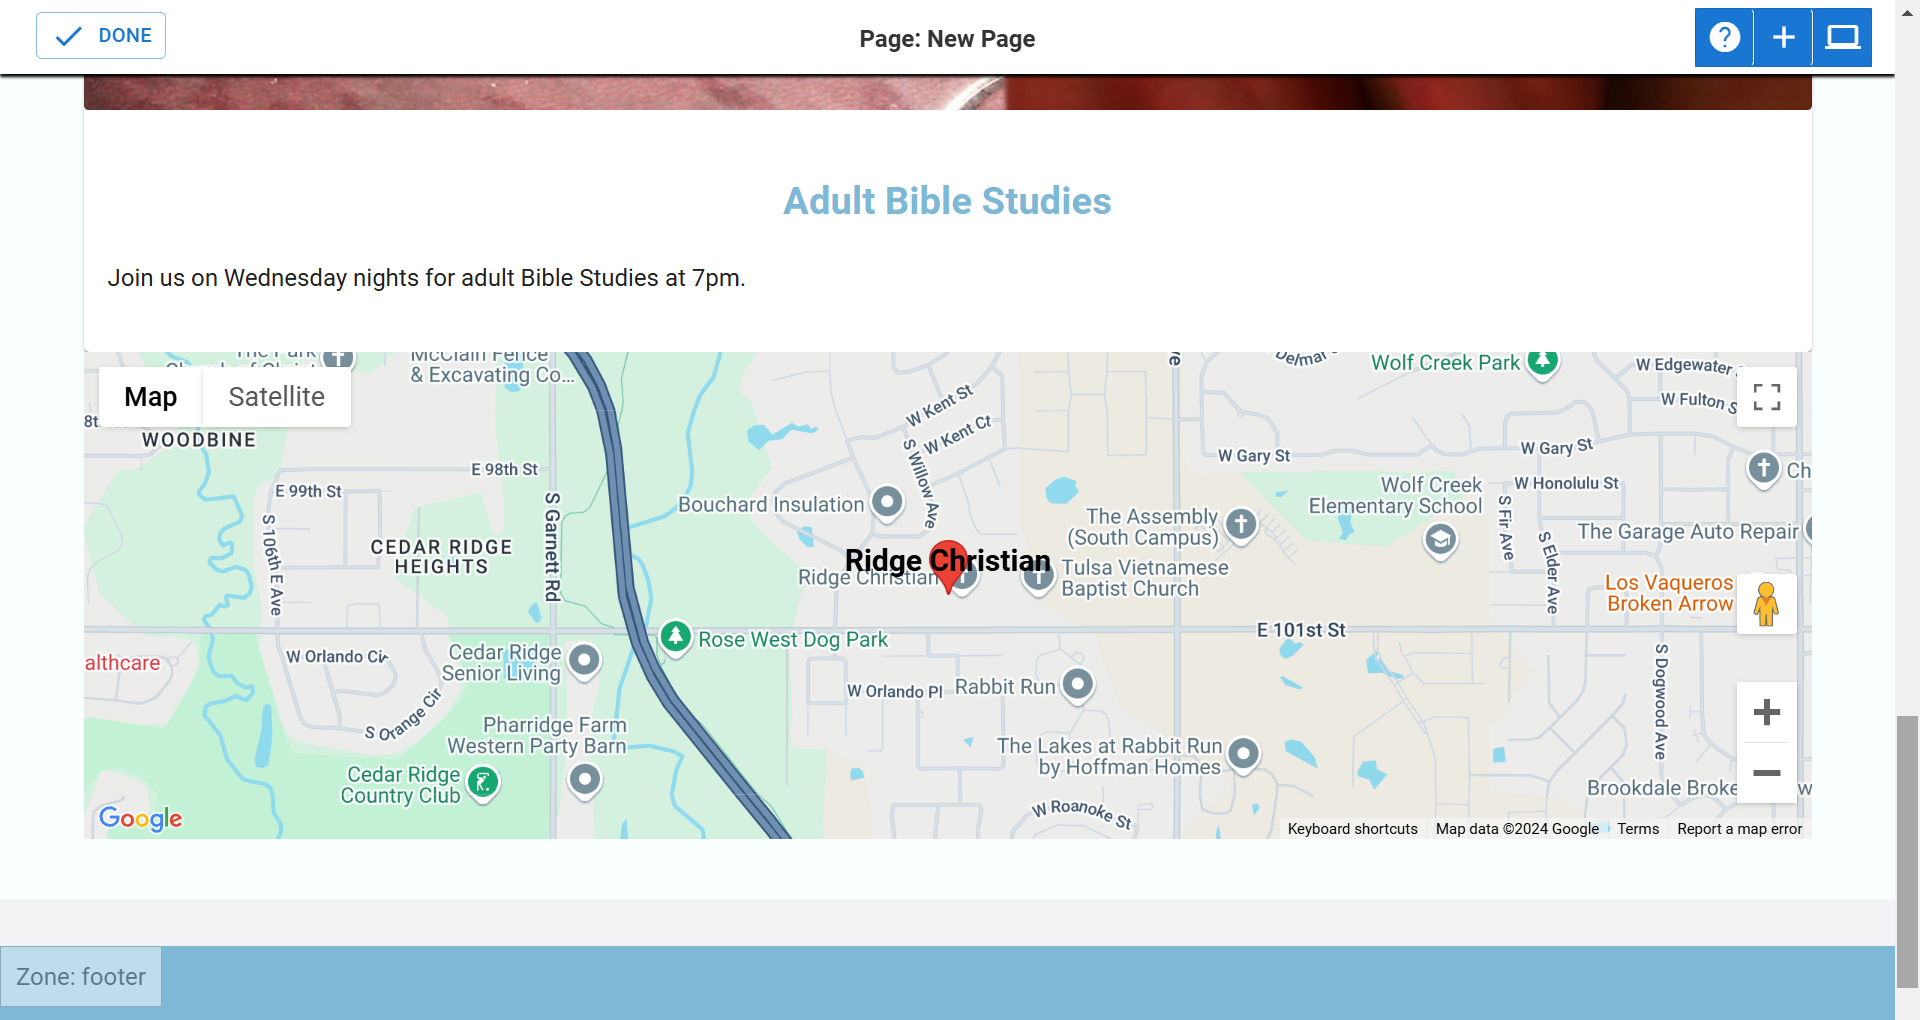 DONE
Page: New Page
Adult Bible Studies
Join us on Wednesday nights for adult Bible Studies at 7pm.
Map
Satellite
McClain Fence
& Excavating Co...
Delmar
Wolf Creek Park
W Edgewater
W Fulton S
WOODBINE
W Kent St
W Kent Ct
S Willow Ave
W Gary St
W Gary St
E 98th St
E 99th St
S 106th E Ave
S Garnett Rd
Ch
Bouchard Insulation
Wolf Creek
Elementary School
W Honolulu St
S Fir Ave
S Elder Ave
The Assembly
(South Campus)
The Garage Auto Repair
CEDAR RIDGE
HEIGHTS
Ridge Christian
Ridge Christian
Tulsa Vietnamese
Baptist Church
Los Vaqueros
Broken Arrow
E 101st St
Rose West Dog Park
althcare
W Orlando Cir
Cedar Ridge
Senior Living
S Orange Cir
W Orlando Pl
Rabbit Run
S Dogwood Ave
Pharridge Farm
Western Party Barn
The Lakes at Rabbit Run
by Hoffman Homes
Cedar Ridge
Country Club
Brookdale Broke
W Roanoke St
Google
Keyboard shortcuts
Map data ©2024 Google
Terms
Report a map error
Zone: footer